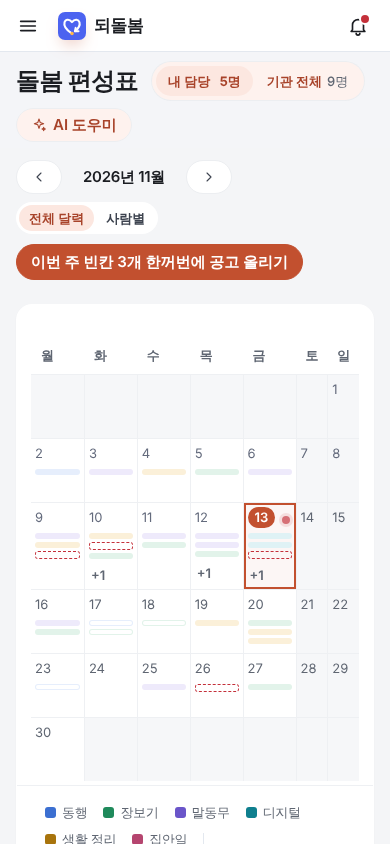 되돌봄
돌봄 편성표 내 담당 5명 기관 전체 9명
AI 도우미
2026년 11월
전체 달력 사람별
이번 주 빈칸 3개 한꺼번에 공고 올리기
월 화 수 목 금 토 일
1
2 3 4 5 6 7 8
9 10 11 12 13 14 15
+1 +1 +1
16 17 18 19 20 21 22
23 24 25 26 27 28 29
30
동행 장보기 말동무 디지털
생활 정리 집안일